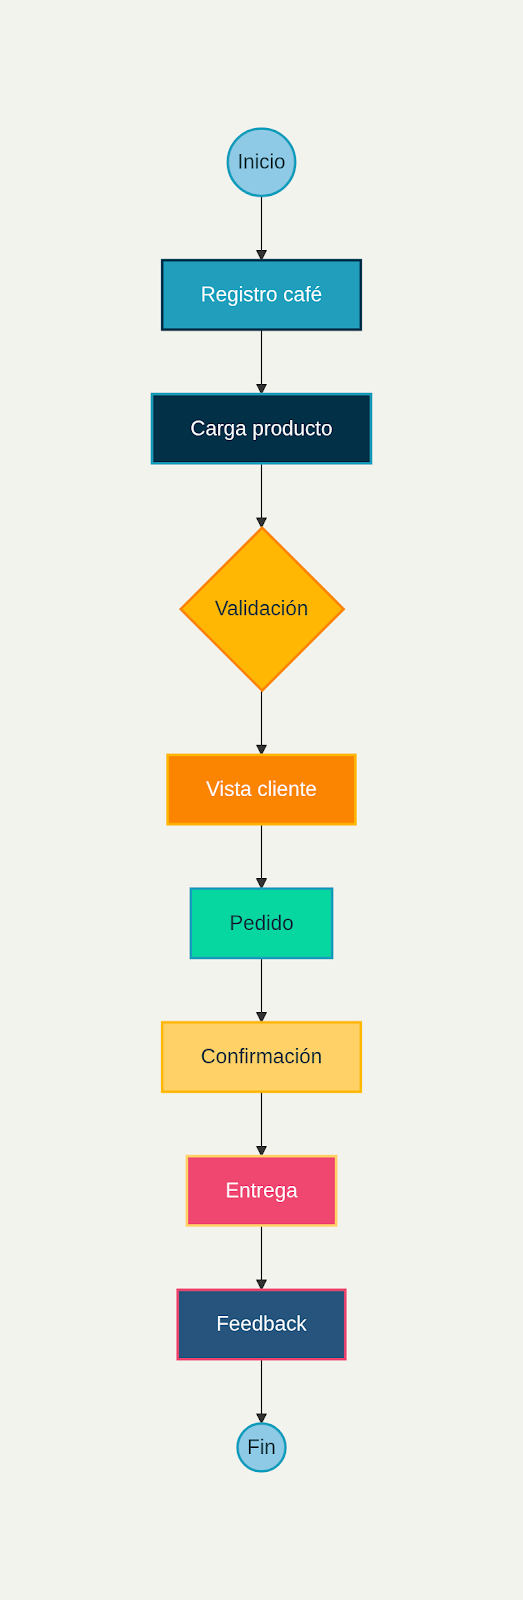 Inicio
Registro café
Carga producto
Validación
Vista cliente
Pedido
Confirmación
Entrega
Feedback
Fin